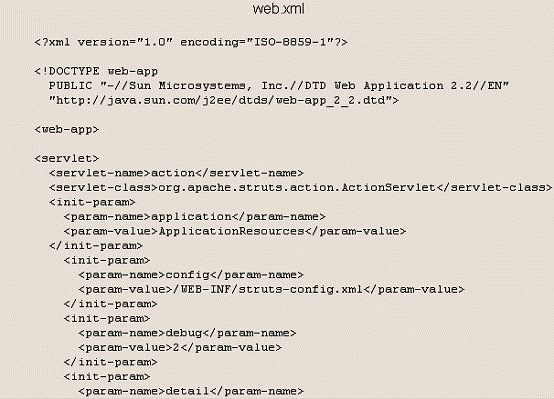 web.xml
<?xml version="1.0" encoding="ISO-8859-1"?>
<!DOCTYPE web-app
PUBLIC "-//Sun Microsystems, Inc.//DTD Web Application 2.2//EN"
"http://java.sun.com/j2ee/dtds/web-app_2_2.dtd">
<web-app>
<servlet>
<servlet-name>action</servlet-name>
<servlet-class>org.apache.struts.action.ActionServlet</servlet-class>
<init-param>
<param-name>application</param-name>
<param-value>ApplicationResources</param-value>
</init-param>
<init-param>
<param-name>config</param-name>
<param-value>/WEB-INF/struts-config.xml</param-value>
</init-param>
<init-param>
<param-name>debug</param-name>
<param-value>2</param-value>
</init-param>
<init-param>
<param-name>detail</param-name>